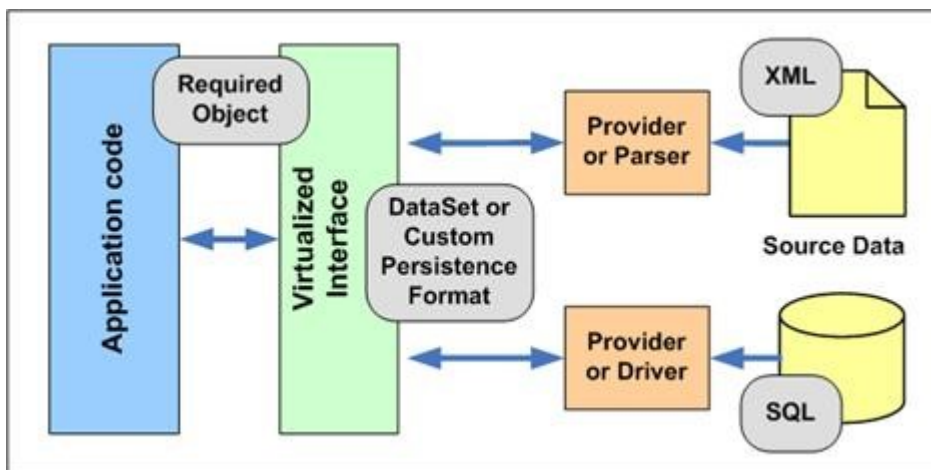 Application code
Required
Object
Virtualized
Interface
DataSet or
Custom
Persistence
Format
Provider
or Parser
XML
Source Data
Provider
or Driver
SQL